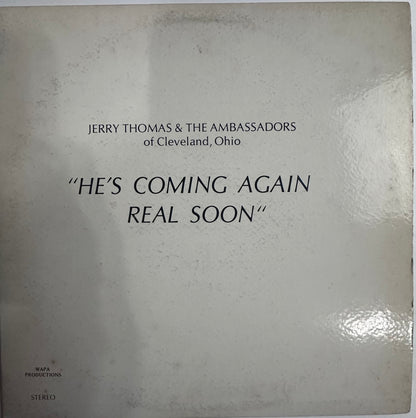 JERRY THOMAS & THE AMBASSADORS
of Cleveland, Ohio
"HE'S COMING AGAIN
REAL SOON"
WAPA
PRODUCTIONS
STEREO